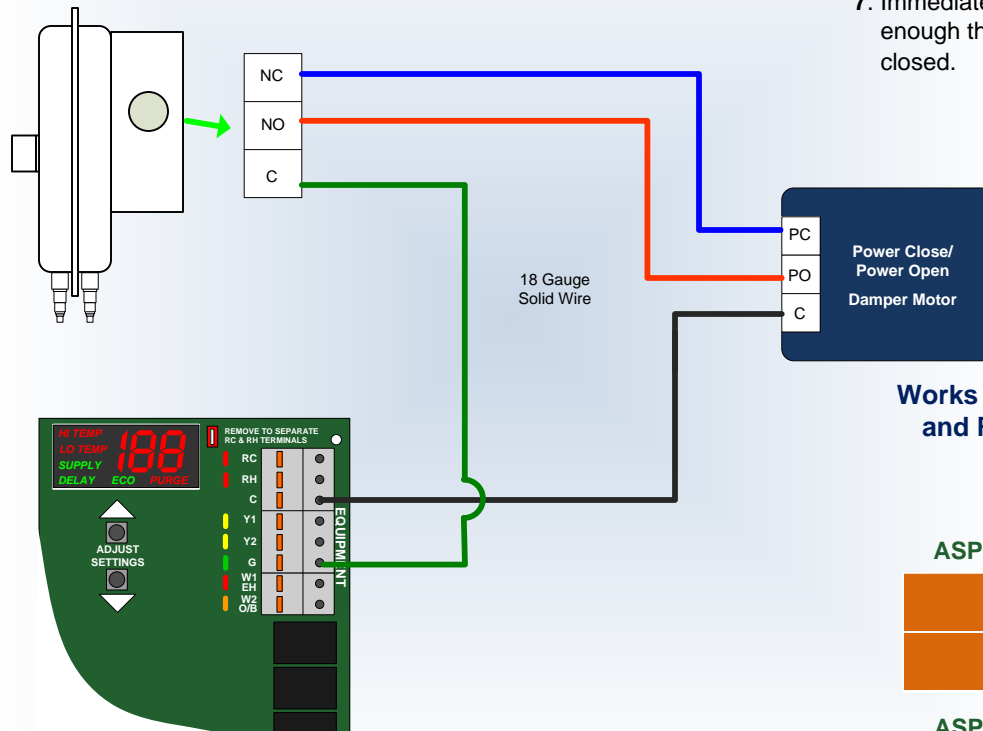 7. Immediate
enough th
closed.
NC
NO
C
18 Gauge
Solid Wire
PC
PO
C
Power Close/
Power Open
Damper Motor
Works
and F
HI TEMP
LO TEMP
SUPPLY
DELAY ECO PURGE
188
REMOVE TO SEPARATE
RC & RH TERMINALS
RC
RH
C
Y1
Y2
G
W1
EH
W2
O/B
EQUIPMENT
ADJUST
SETTINGS
ASP
ASP